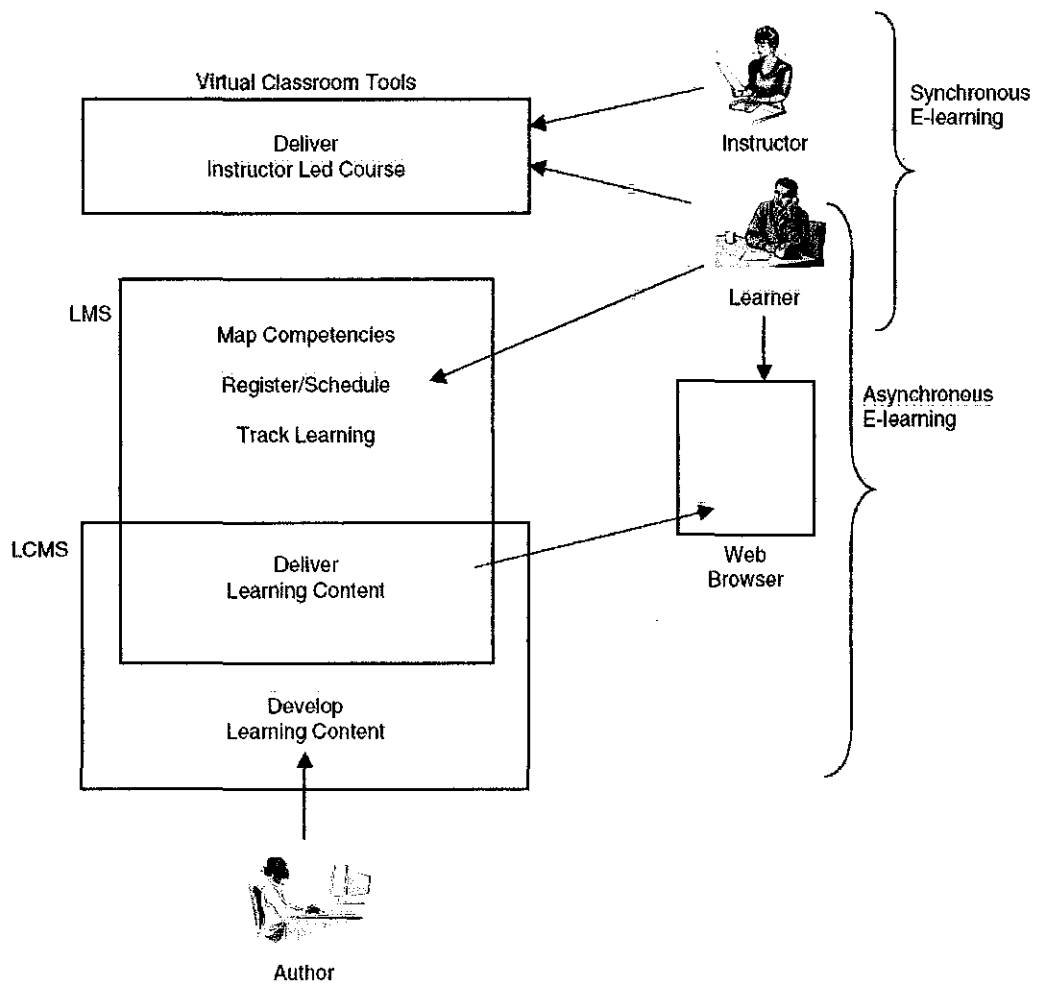 Virtual Classroom Tools
Deliver
Instructor Led Course
Instructor
Synchronous
E-learning
Learner
LMS
Map Competencies
Register/Schedule
Track Learning
Asynchronous
E-learning
LCMS
Deliver
Learning Content
Web
Browser
Develop
Learning Content
Author